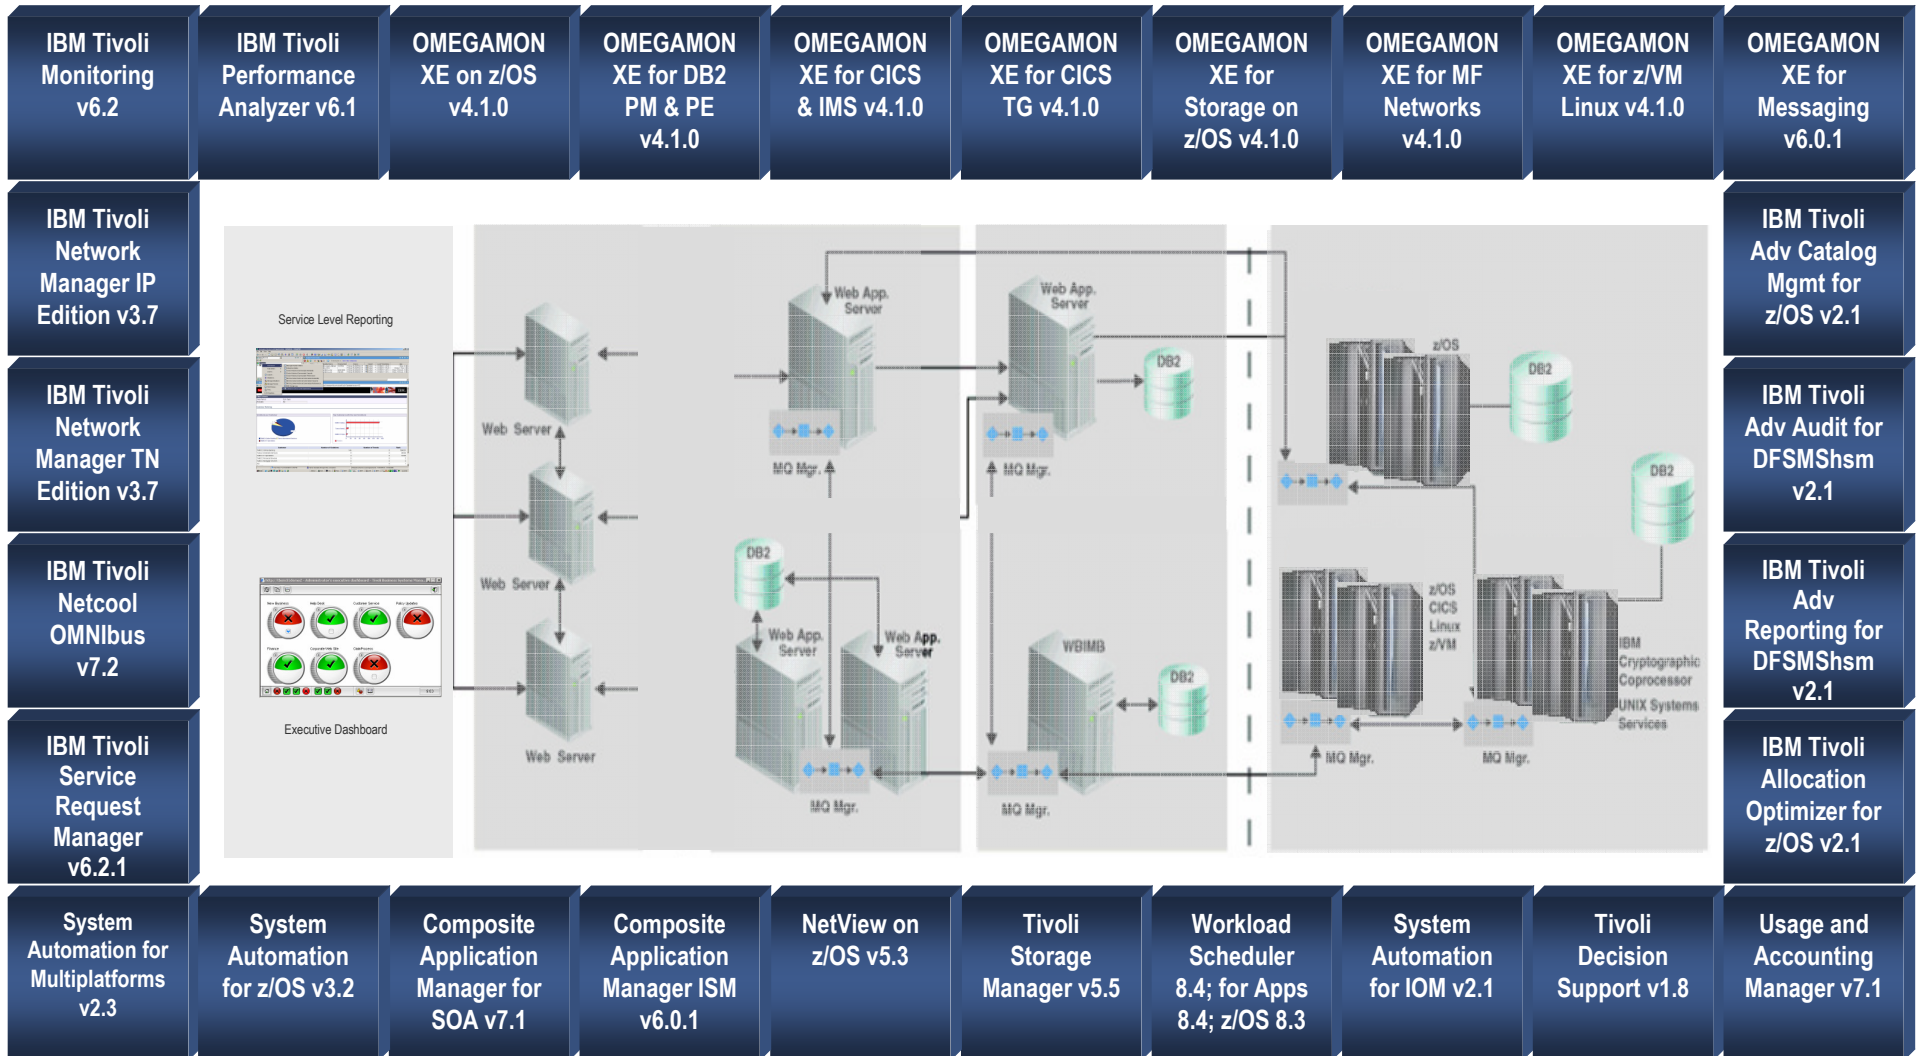 IBM Tivoli
Monitoring
v6.2
IBM Tivoli
Performance
Analyzer v6.1
OMEGAMON
XE on z/OS
v4.1.0
OMEGAMON
XE for DB2
PM & PE
v4.1.0
OMEGAMON
XE for CICS
& IMS v4.1.0
OMEGAMON
XE for CICS
TG v4.1.0
OMEGAMON
XE for
Storage on
z/OS v4.1.0
OMEGAMON
XE for MF
Networks
v4.1.0
OMEGAMON
XE for z/VM
Linux v4.1.0
OMEGAMON
XE for
Messaging
v6.0.1
IBM Tivoli
Network
Manager IP
Edition v3.7
IBM Tivoli
Network
Manager TN
Edition v3.7
IBM Tivoli
Netcool
OMNIbus
v7.2
IBM Tivoli
Service
Request
Manager
v6.2.1
Service Level Reporting
Executive Dashboard
Web Server
Web Server
Web Server
Web App.
Server
MQ Mgr.
Web App.
Server
MQ Mgr.
DB2
DB2
Web App.
Server
Web App.
Server
MQ Mgr.
WBIMB
DB2
MQ Mgr.
z/OS
DB2
DB2
z/OS
CICS
Linux
z/VM
MQ Mgr.
MQ Mgr.
IBM
Cryptographic
Coprocessor
UNIX Systems
Services
IBM Tivoli
Adv Catalog
Mgmt for
z/OS v2.1
IBM Tivoli
Adv Audit for
DFSMShsm
v2.1
IBM Tivoli
Adv
Reporting for
DFSMShsm
v2.1
IBM Tivoli
Allocation
Optimizer for
z/OS v2.1
System
Automation for
Multiplatforms
v2.3
System
Automation
for z/OS v3.2
Composite
Application
Manager for
SOA v7.1
Composite
Application
Manager ISM
v6.0.1
NetView on
z/OS v5.3
Tivoli
Storage
Manager v5.5
Workload
Scheduler
8.4; for Apps
8.4; z/OS 8.3
System
Automation
for IOM v2.1
Tivoli
Decision
Support v1.8
Usage and
Accounting
Manager v7.1